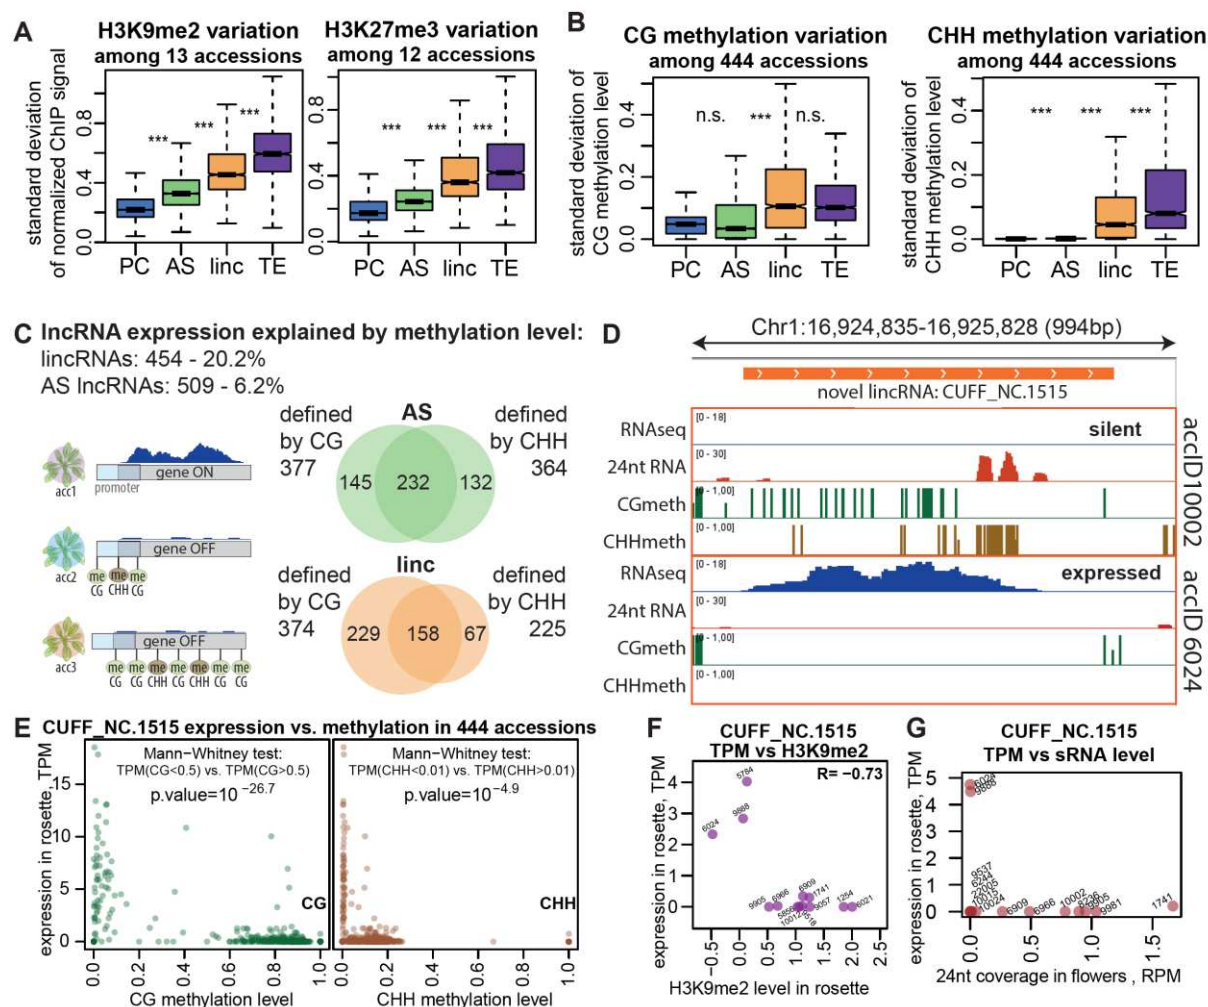 A
H3K9me2 variation
among 13 accessions
H3K27me3 variation
among 12 accessions
standard deviation
of normalized ChIP signal
0.0
0.4
0.8
***
***
***
PC
AS
linc
TE
0.0
0.4
0.8
***
***
***
PC
AS
linc
TE
B
CG methylation variation
among 444 accessions
CHH methylation variation
among 444 accessions
standard deviation of
CG methylation level
0.0
0.2
0.4
n.s.
***
n.s.
PC
AS
linc
TE
standard deviation of
CHH methylation level
0.0
0.2
0.4
***
***
***
PC
AS
linc
TE
C
lncRNA expression explained by methylation level:
lincRNAs: 454 - 20.2%
AS lncRNAs: 509 - 6.2%
acc1
gene ON
promoter
acc2
gene OFF
me me me
CG CHH CG
acc3
gene OFF
me me me me me me me
CG CG CHH CG CHH CG CG
defined
by CG
377
AS
145
232
132
defined
by CHH
364
defined
by CG
374
linc
229
158
67
defined
by CHH
225
D
Chr1:16,924,835-16,925,828 (994bp)
novel lincRNA: CUFF_NC.1515
RNAseq
[0 - 18]
silent
24nt RNA
[0 - 30]
CGmeth
[0 - 1,00]
CHHmeth
[0 - 1,00]
accID10002
RNAseq
[0 - 18]
expressed
24nt RNA
[0 - 30]
CGmeth
[0 - 1,00]
CHHmeth
[0 - 1,00]
accID 6024
E
CUFF_NC.1515 expression vs. methylation in 444 accessions
expression in rosette, TPM
0
5
10
15
Mann−Whitney test:
TPM(CG<0.5) vs. TPM(CG>0.5)
p.value=10 −26.7
CG
0.0
0.2
0.4
0.6
0.8
1.0
CG methylation level
Mann−Whitney test:
TPM(CHH<0.01) vs. TPM(CHH>0.01)
p.value=10 −4.9
CHH
0.0
0.2
0.4
0.6
0.8
1.0
CHH methylation level
F
CUFF_NC.1515
TPM vs H3K9me2
R= −0.73
expression in rosette, TPM
0
1
2
3
4
5784
9888
6024
9905
6966
6909
1741
9057
1254
6021
−0.5
0.0
0.5
1.0
1.5
2.0
2.5
H3K9me2 level in rosette
G
CUFF_NC.1515
TPM vs sRNA level
expression in rosette, TPM
0
1
2
3
4
5
6024
9888
9537
6244
22005
10015
10024
6909
6966
10002
9905
9981
1741
0.0
0.5
1.0
1.5
24nt coverage in flowers , RPM